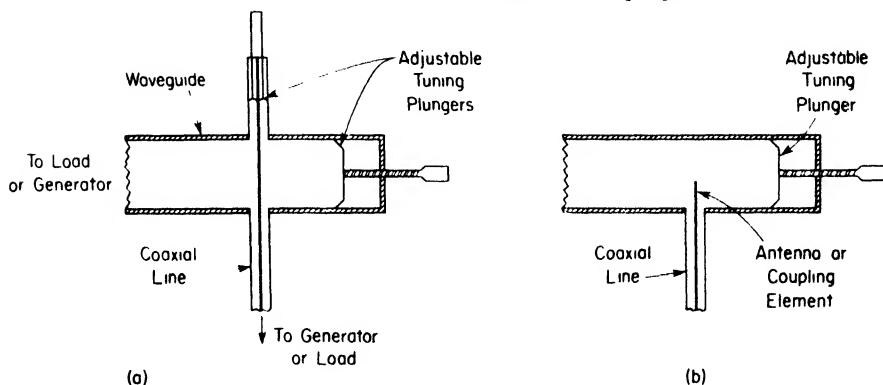 Waveguide
Adjustable
Tuning
Plungers
To Load
or Generator
Coaxial
Line
To Generator
or Load
(a)
Adjustable
Tuning
Plunger
Coaxial
Line
Antenna or
Coupling
Element
(b)